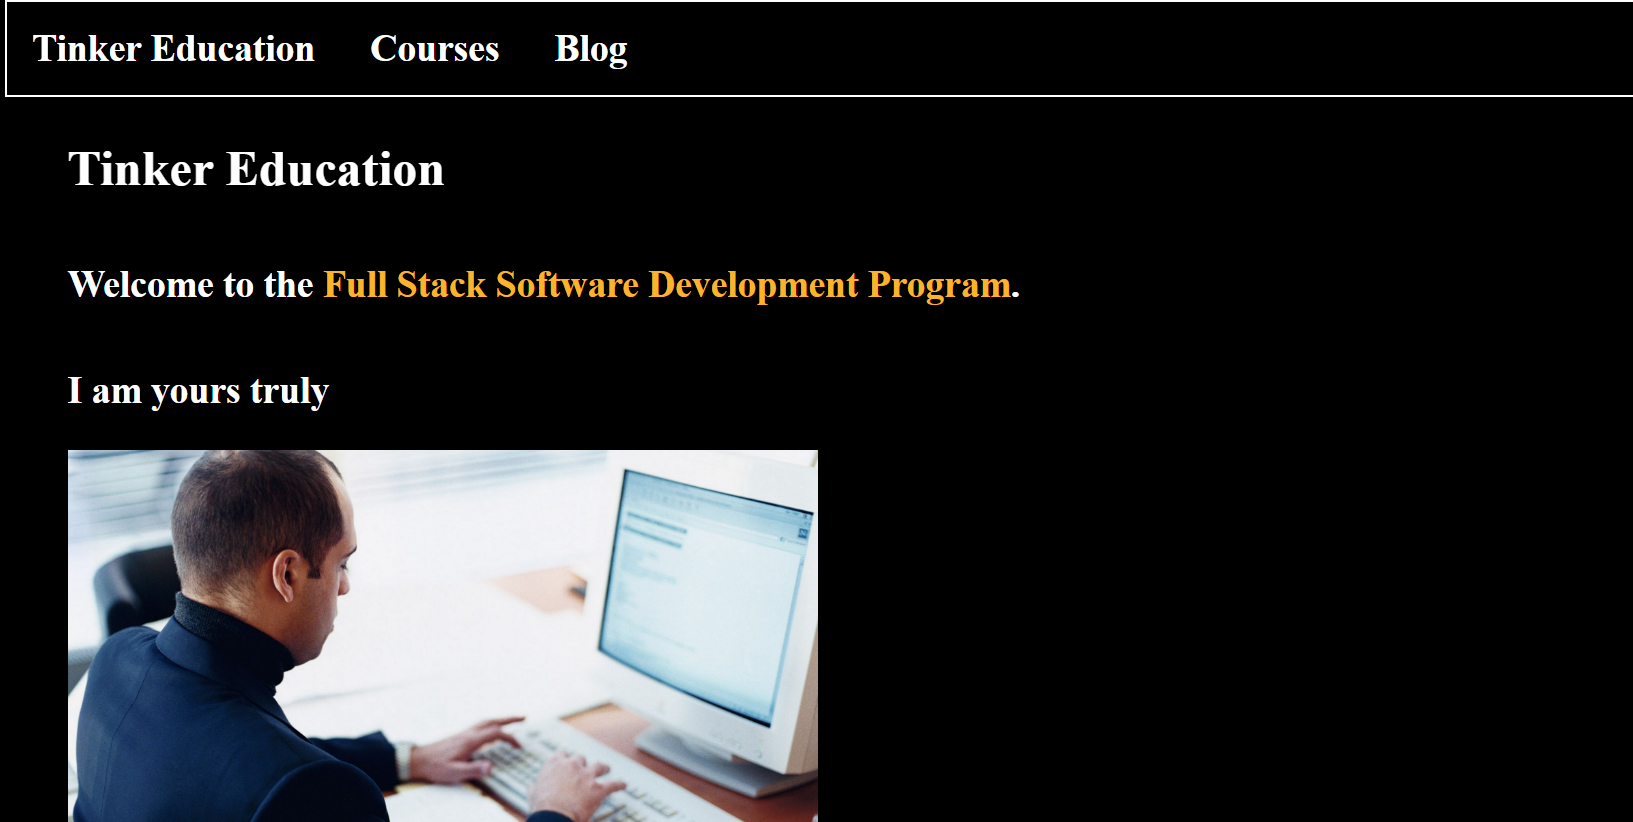 Tinker Education Courses Blog
Tinker Education
Welcome to the Full Stack Software Development Program.
I am yours truly